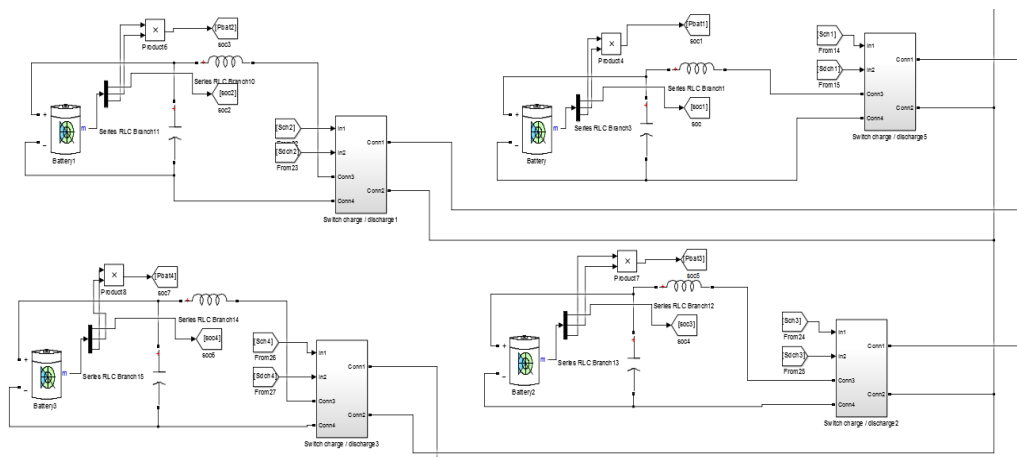 [Pbat2]
Product6
soc3
Series RLC Branch10
[soc2]
soc2
+
m
Series RLC Branch11
-
Battery1
[Sch2]
In1
Conn1
[Sdch2]
In2
From23
Conn3
Conn2
Conn4
Switch charge / discharge1
[Pbat1]
Product4
soc1
Series RLC Branch1
[soc1]
soc
+
m
Series RLC Branch3
-
Battery
[Sch1]
In1
From14
Conn1
[Sdch1]
In2
From15
Conn3
Conn2
Conn4
Switch charge / discharge5
[Pbat4]
Product8
soc7
Series RLC Branch14
[soc4]
soc6
+
m
Series RLC Branch15
-
Battery3
[Sch4]
In1
From26
Conn1
[Sdch4]
In2
From27
Conn3
Conn2
Conn4
Switch charge / discharge3
[Pbat3]
Product7
soc5
Series RLC Branch12
[soc3]
soc4
+
m
Series RLC Branch13
-
Battery2
[Sch3]
In1
From24
Conn1
[Sdch3]
In2
From25
Conn3
Conn2
Conn4
Switch charge / discharge2